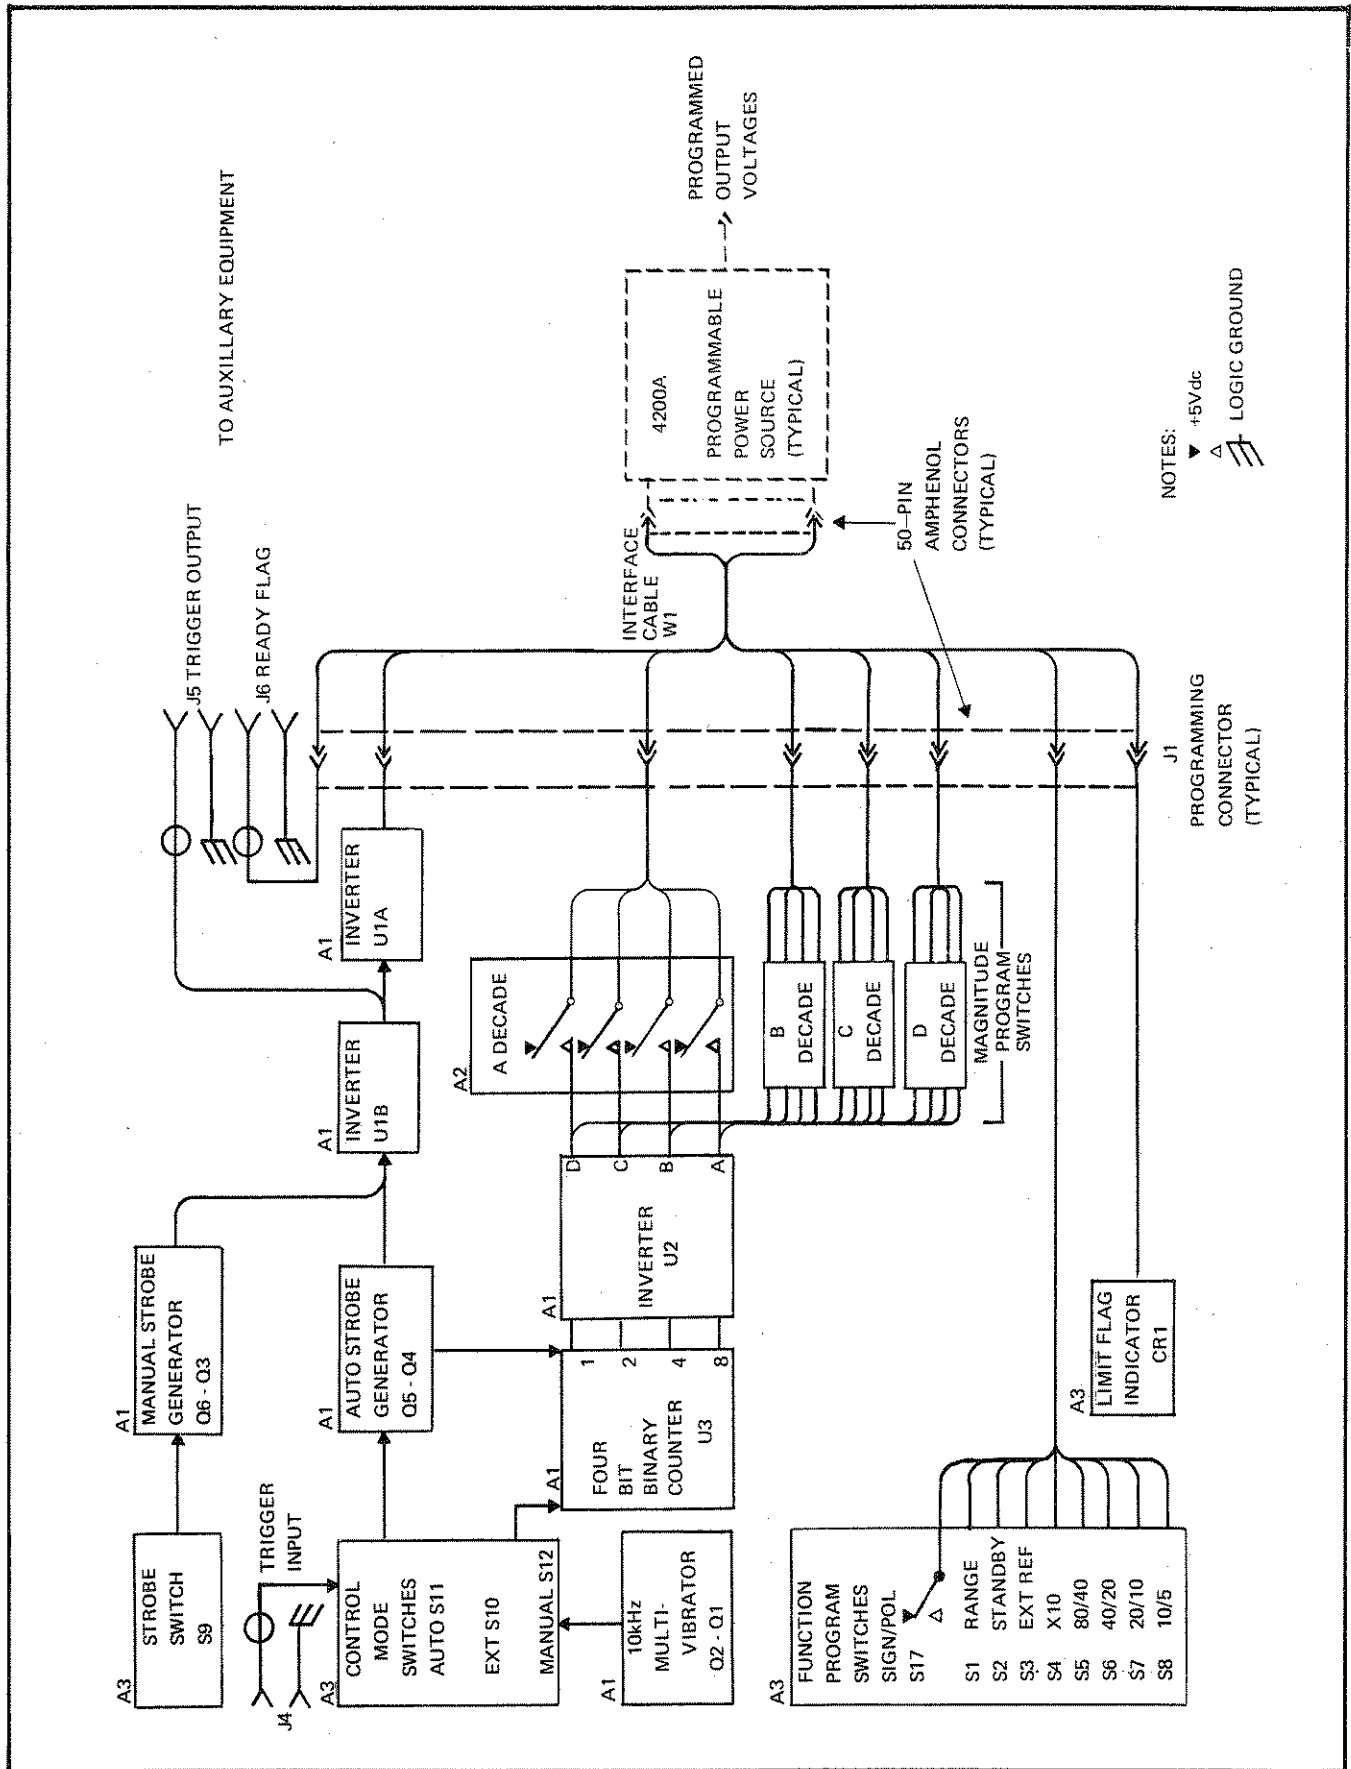 A3
STROBE
SWITCH
S9
A1
MANUAL STROBE
GENERATOR
Q6 - Q3
J4
TRIGGER
INPUT
A3
CONTROL
MODE
SWITCHES
AUTO S11
EXT S10
MANUAL S12
A1
AUTO STROBE
GENERATOR
Q5 - Q4
A1
INVERTER
U1B
A1
INVERTER
U1A
J5 TRIGGER OUTPUT
J6 READY FLAG
TO AUXILLARY EQUIPMENT
A1
10kHz
MULTI-
VIBRATOR
Q2 - Q1
A1
FOUR
BIT
BINARY
COUNTER
U3
1
2
4
8
A1
INVERTER
U2
D
C
B
A
A2
A DECADE
B
DECADE
C
DECADE
D
DECADE
MAGNITUDE
PROGRAM
SWITCHES
INTERFACE
CABLE
W1
4200A
PROGRAMMABLE
POWER
SOURCE
(TYPICAL)
PROGRAMMED
OUTPUT
VOLTAGES
50-PIN
AMPHENOL
CONNECTORS
(TYPICAL)
A3
FUNCTION
PROGRAM
SWITCHES
SIGN/POL
S17
S1 RANGE
S2 STANDBY
S3 EXT REF
S4 X10
S5 80/40
S6 40/20
S7 20/10
S8 10/5
A3
LIMIT FLAG
INDICATOR
CR1
J1
PROGRAMMING
CONNECTOR
(TYPICAL)
NOTES:
+5Vdc
LOGIC GROUND